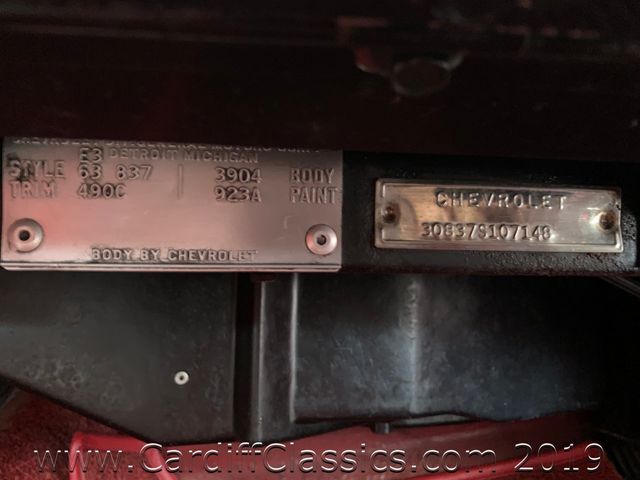 E3 DETROIT MICHIGAN
STYLE 63 837 3904 BODY
TRIM 490C 923A PAINT
BODY BY CHEVROLET
CHEVROLET
30837S107148
www.CardiffClassics.com 2019